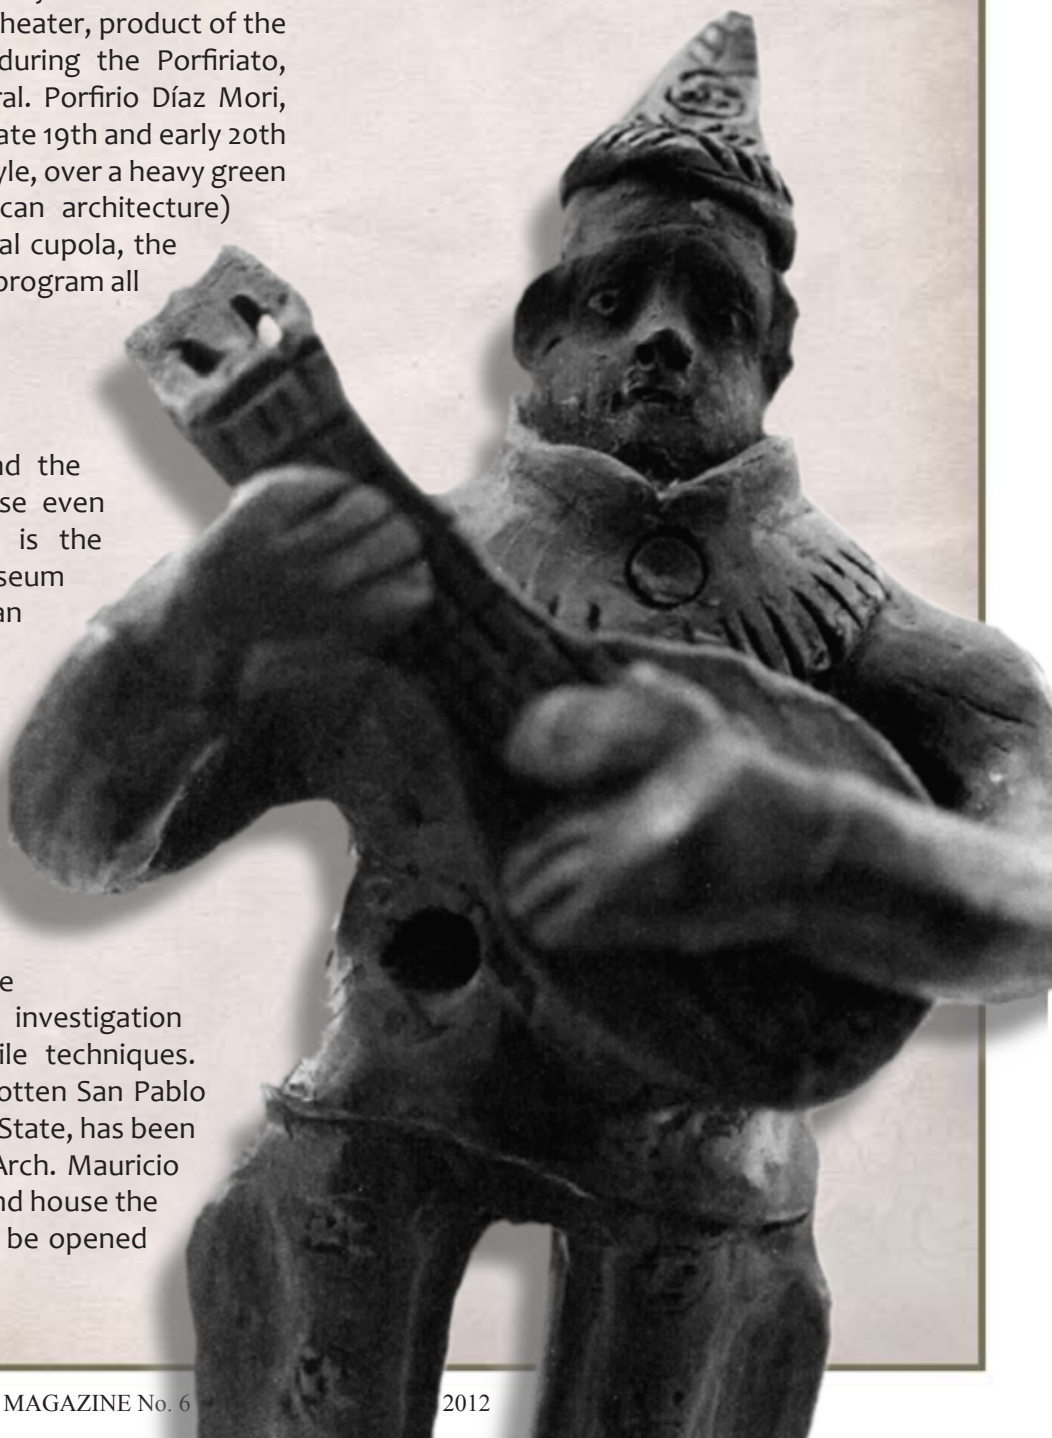 heater, product of the
during the Porfiriato,
ral. Porfirio Díaz Mori,
ate 19th and early 20th
yle, over a heavy green
can architecture)
al cupola, the
program all
nd the
se even
is the
seum
an
e
investigation
ile techniques.
otten San Pablo
State, has been
Arch. Mauricio
nd house the
be opened
MAGAZINE No. 6 2012